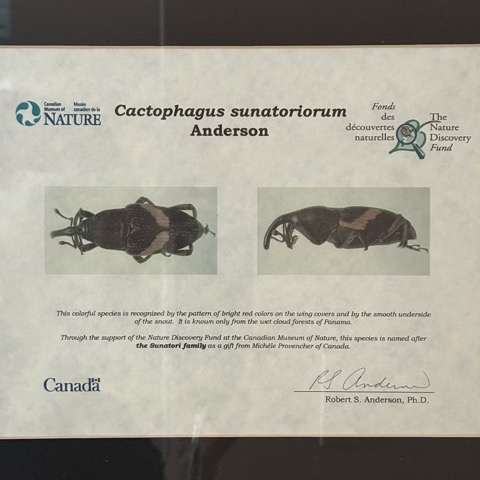 Canadian Museum of
Musée canadien de la
NATURE
Cactophagus sunatoriorum
Anderson
Fonds
des
découvertes
naturelles
The
Nature
Discovery
Fund
This colorful species is recognized by the pattern of bright red colors on the wing covers and by the smooth underside
of the snout. It is known only from the wet cloud forests of Panama.
Through the support of the Nature Discovery Fund at the Canadian Museum of Nature, this species is named after
the Sunatori family as a gift from Michèle Provencher of Canada.
Canada
RS Anderson
Robert S. Anderson, Ph.D.